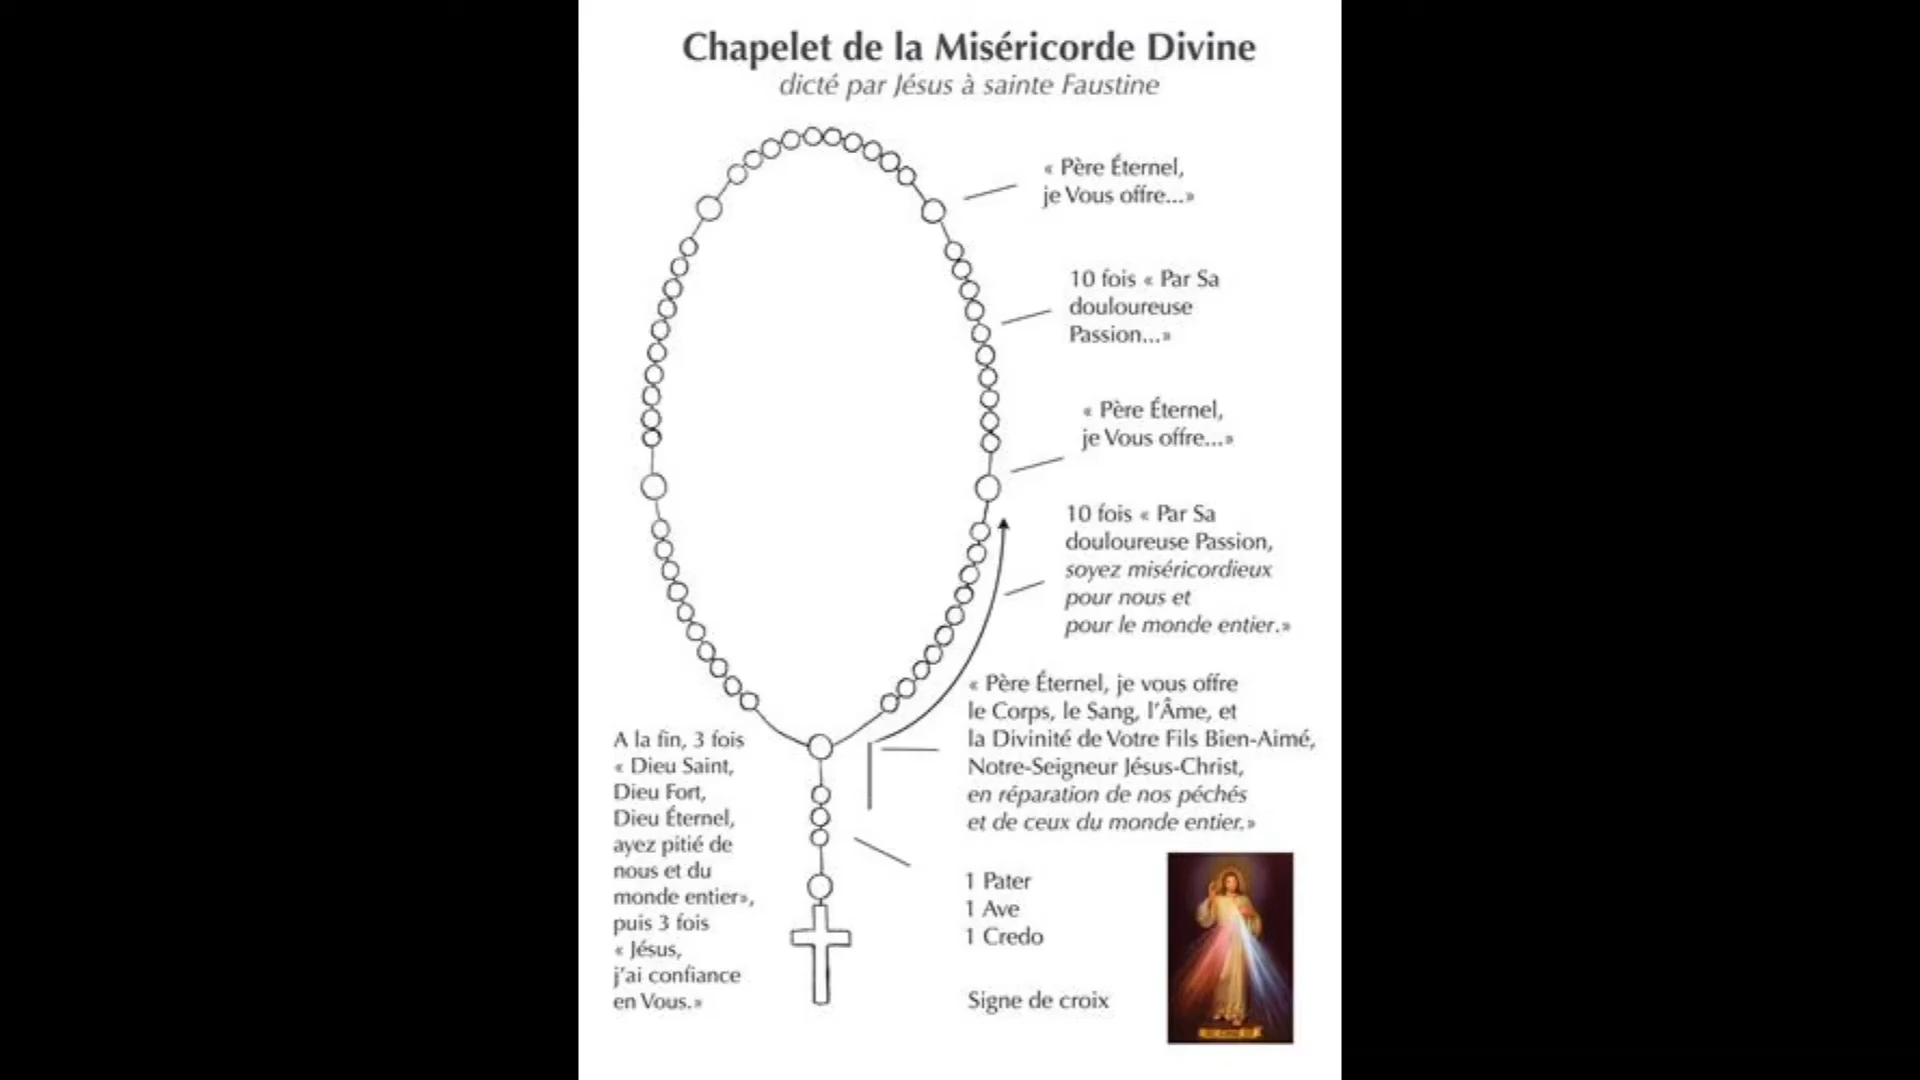 Chapelet de la Miséricorde Divine
dicté par Jésus à sainte Faustine
« Père Éternel,
je Vous offre...»
10 fois « Par Sa
douloureuse
Passion...»
« Père Éternel,
je Vous offre...»
10 fois « Par Sa
douloureuse Passion,
soyez miséricordieux
pour nous et
pour le monde entier.»
« Père Éternel, je vous offre
le Corps, le Sang, l'Âme, et
la Divinité de Votre Fils Bien-Aimé,
Notre-Seigneur Jésus-Christ,
en réparation de nos péchés
et de ceux du monde entier.»
1 Pater
1 Ave
1 Credo
Signe de croix
A la fin, 3 fois
« Dieu Saint,
Dieu Fort,
Dieu Éternel,
ayez pitié de
nous et du
monde entier»,
puis 3 fois
« Jésus,
j'ai confiance
en Vous.»